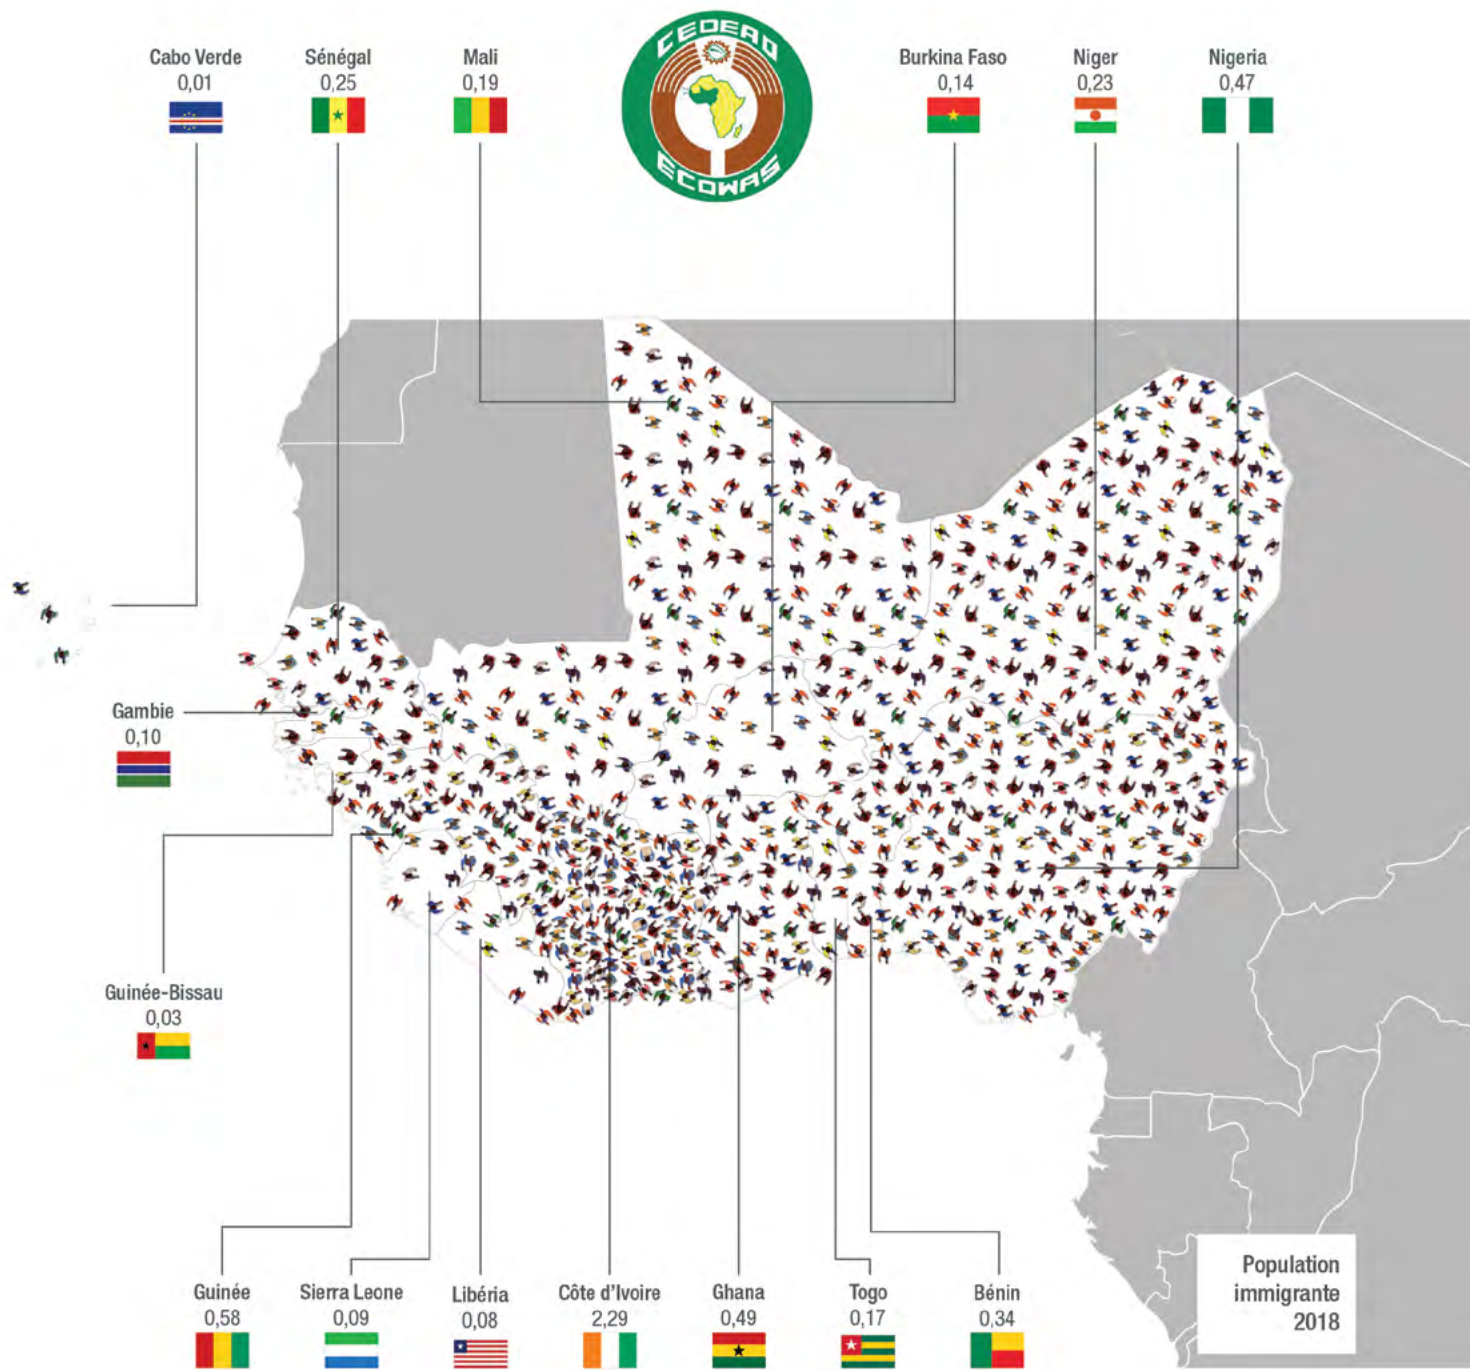 CEDEAO
ECOWAS
Cabo Verde
0,01
Sénégal
0,25
Mali
0,19
Burkina Faso
0,14
Niger
0,23
Nigeria
0,47
Gambie
0,10
Guinée-Bissau
0,03
Guinée
0,58
Sierra Leone
0,09
Libéria
0,08
Côte d'Ivoire
2,29
Ghana
0,49
Togo
0,17
Bénin
0,34
Population
immigrante
2018